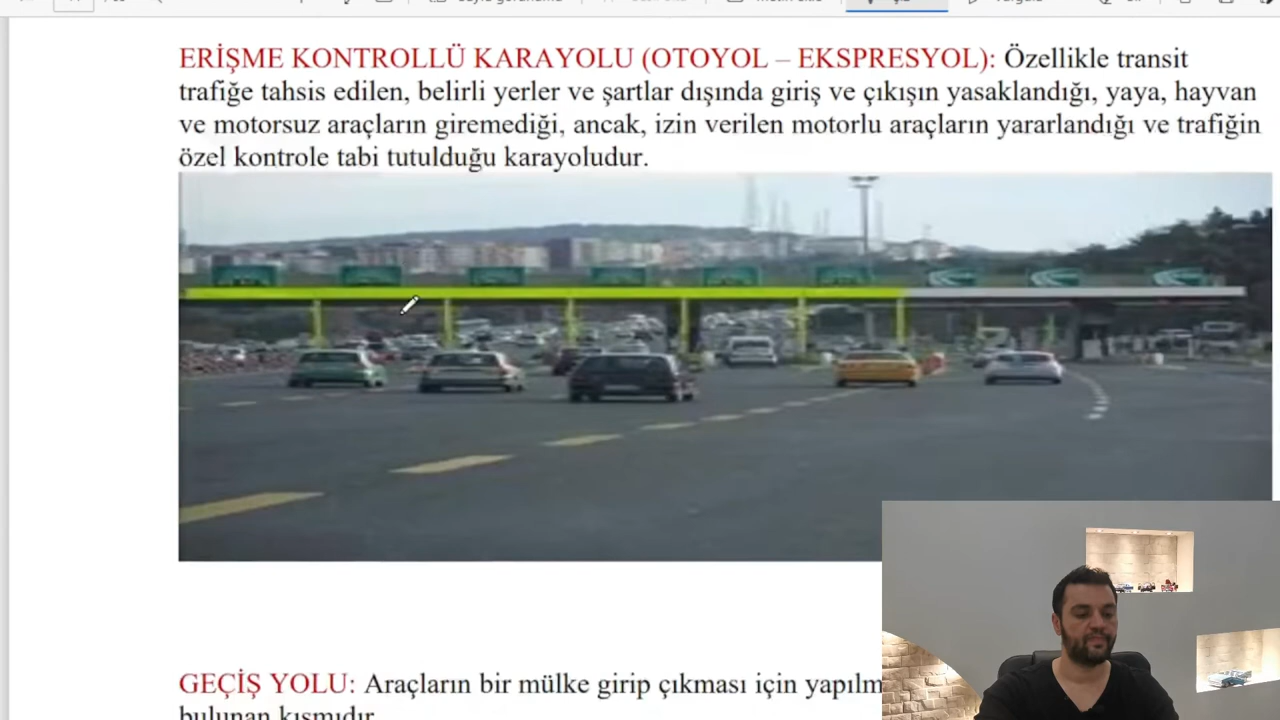 ERİŞME KONTROLLÜ KARAYOLU (OTOYOL – EKSPRESYOL): Özellikle transit
trafiğe tahsis edilen, belirli yerler ve şartlar dışında giriş ve çıkışın yasaklandığı, yaya, hayvan
ve motorsuz araçların giremediği, ancak, izin verilen motorlu araçların yararlandığı ve trafiğin
özel kontrole tabi tutulduğu karayoludur.
GEÇİŞ YOLU: Araçların bir mülke girip çıkması için yapılm
bulunan kısmıdır.